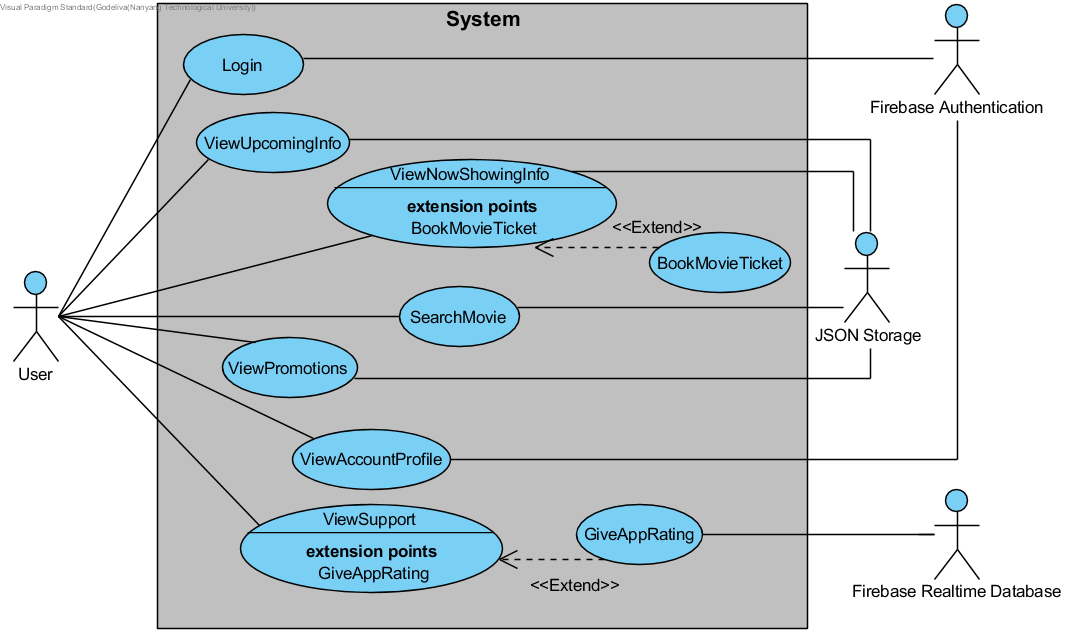 Visual Paradigm Standard(Godeliva(Nanyang Technological University))
System
Login
Firebase Authentication
ViewUpcomingInfo
ViewNowShowingInfo
extension points
BookMovieTicket
<<Extend>>
BookMovieTicket
SearchMovie
JSON Storage
User
ViewPromotions
ViewAccountProfile
ViewSupport
extension points
GiveAppRating
GiveAppRating
<<Extend>>
Firebase Realtime Database